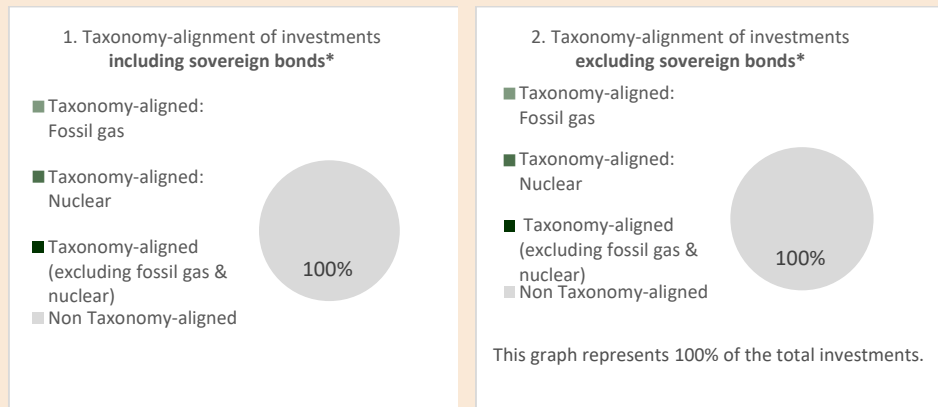 1. Taxonomy-alignment of investments
including sovereign bonds*
Taxonomy-aligned:
Fossil gas
Taxonomy-aligned:
Nuclear
Taxonomy-aligned
(excluding fossil gas &
nuclear)
Non Taxonomy-aligned
100%
2. Taxonomy-alignment of investments
excluding sovereign bonds*
Taxonomy-aligned:
Fossil gas
Taxonomy-aligned:
Nuclear
Taxonomy-aligned
(excluding fossil gas &
nuclear)
Non Taxonomy-aligned
100%
This graph represents 100% of the total investments.